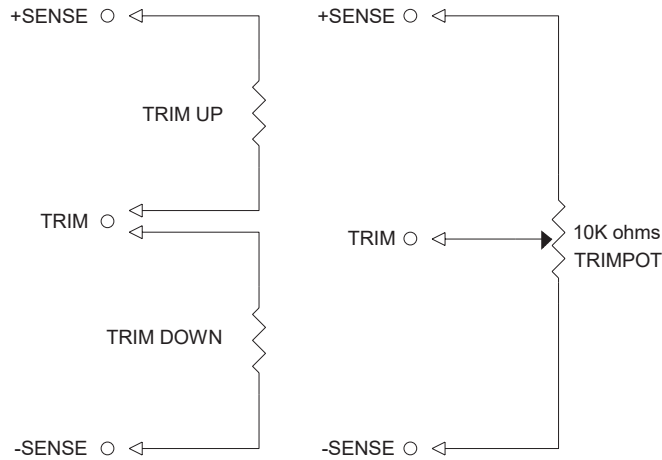 +SENSE
TRIM UP
TRIM
TRIM DOWN
-SENSE
+SENSE
TRIM
10K ohms
TRIMPOT
-SENSE